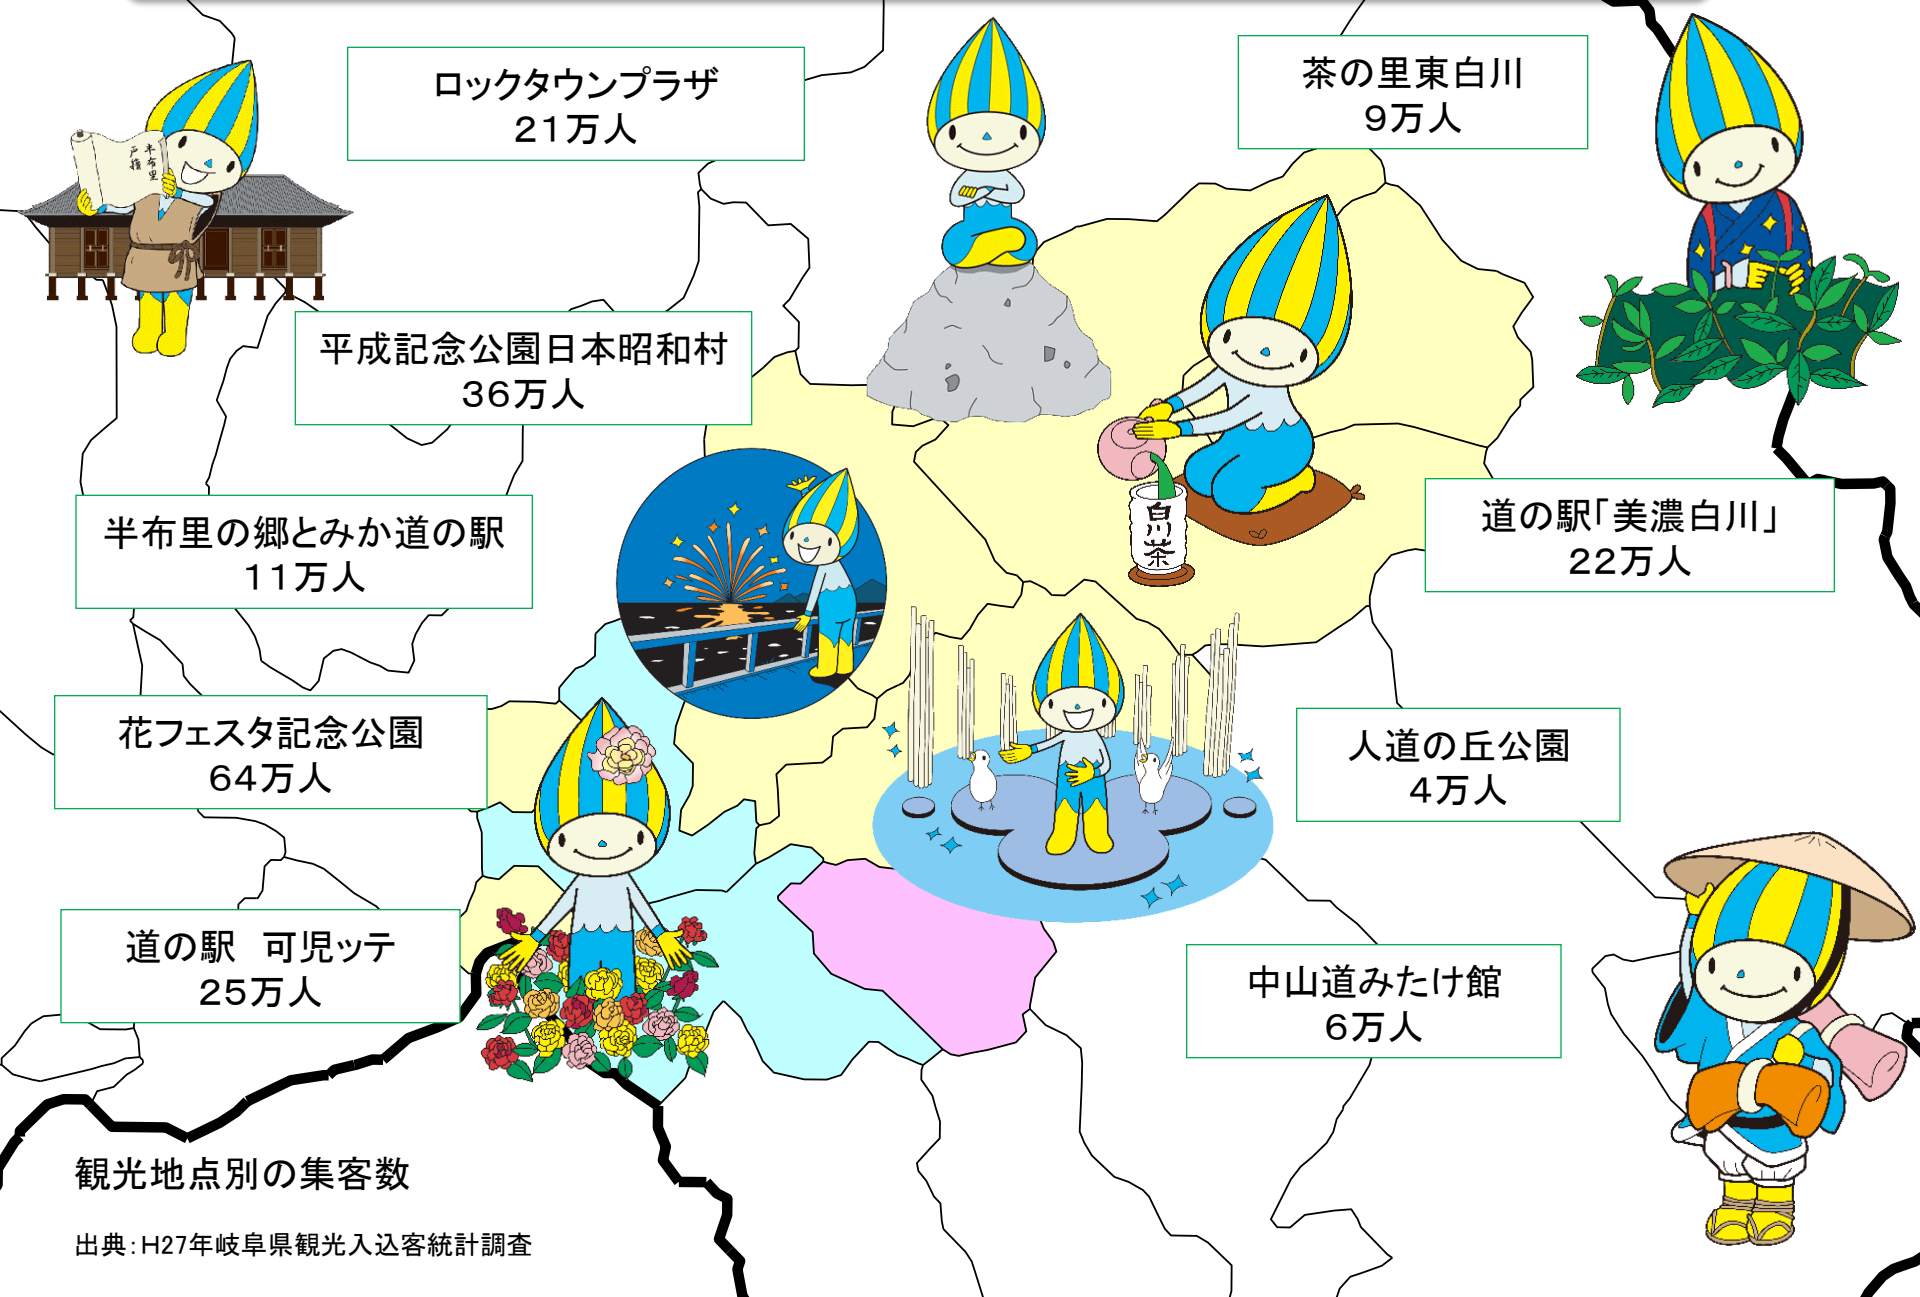 ロックタウンプラザ
21万人
茶の里東白川
9万人
半布里
戸籍
平成記念公園日本昭和村
36万人
半布里の郷とみか道の駅
11万人
白川茶
道の駅「美濃白川」
22万人
花フェスタ記念公園
64万人
人道の丘公園
4万人
道の駅　可児ッテ
25万人
中山道みたけ館
6万人
観光地点別の集客数
出典：H27年岐阜県観光入込客統計調査